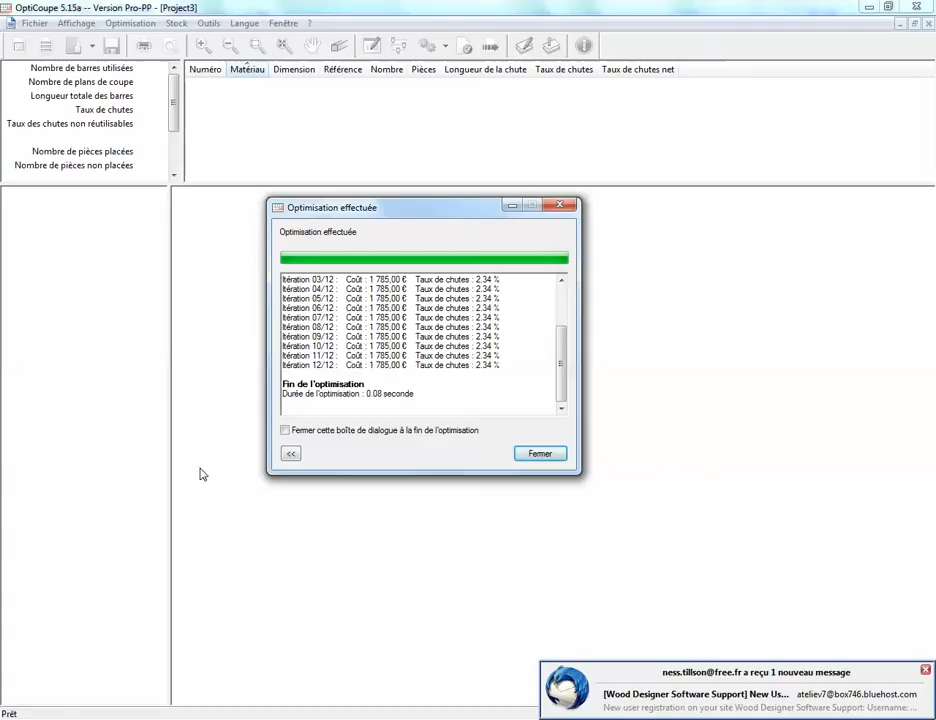 OptiCoupe 5.15a -- Version Pro-PP - [Project3]
Fichier Affichage Optimisation Stock Outils Langue Fenêtre ?
Nombre de barres utilisées
Nombre de plans de coupe
Longueur totale des barres
Taux de chutes
Taux des chutes non réutilisables
Nombre de pièces placées
Nombre de pièces non placées
Numéro Matériau Dimension Référence Nombre Pièces Longueur de la chute Taux de chutes Taux de chutes net
Optimisation effectuée
Optimisation effectuée
Itération 03/12 : Coût : 1 785,00 € Taux de chutes : 2.34 %
Itération 04/12 : Coût : 1 785,00 € Taux de chutes : 2.34 %
Itération 05/12 : Coût : 1 785,00 € Taux de chutes : 2.34 %
Itération 06/12 : Coût : 1 785,00 € Taux de chutes : 2.34 %
Itération 07/12 : Coût : 1 785,00 € Taux de chutes : 2.34 %
Itération 08/12 : Coût : 1 785,00 € Taux de chutes : 2.34 %
Itération 09/12 : Coût : 1 785,00 € Taux de chutes : 2.34 %
Itération 10/12 : Coût : 1 785,00 € Taux de chutes : 2.34 %
Itération 11/12 : Coût : 1 785,00 € Taux de chutes : 2.34 %
Itération 12/12 : Coût : 1 785,00 € Taux de chutes : 2.34 %
Fin de l'optimisation
Durée de l'optimisation : 0.08 seconde
Fermer cette boîte de dialogue à la fin de l'optimisation
<< Fermer
ness.tillson@free.fr a reçu 1 nouveau message
[Wood Designer Software Support] New Us... ateliev7@box746.bluehost.com
New user registration on your site Wood Designer Software Support: Username: ...
Prêt